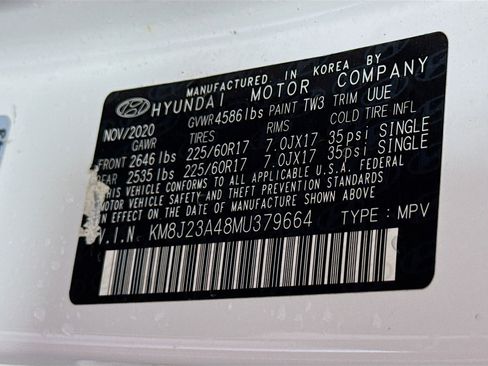 MANUFACTURED IN KOREA BY
HYUNDAI MOTOR COMPANY
NOV/2020 GVWR 4586lbs PAINT TW3 TRIM UUE
GAWR TIRES RIMS COLD TIRE INFL
FRONT 2646 lbs 225/60R17 7.0JX17 35psi SINGLE
REAR 2535 lbs 225/60R17 7.0JX17 35psi SINGLE
THIS VEHICLE CONFORMS TO ALL APPLICABLE U.S.A. FEDERAL
MOTOR VEHICLE SAFETY AND THEFT PREVENTION STANDARDS
IN EFFECT ON THE DATE OF MANUFACTURE SHOWN ABOVE
V.I.N. KM8J23A48MU379664 TYPE : MPV